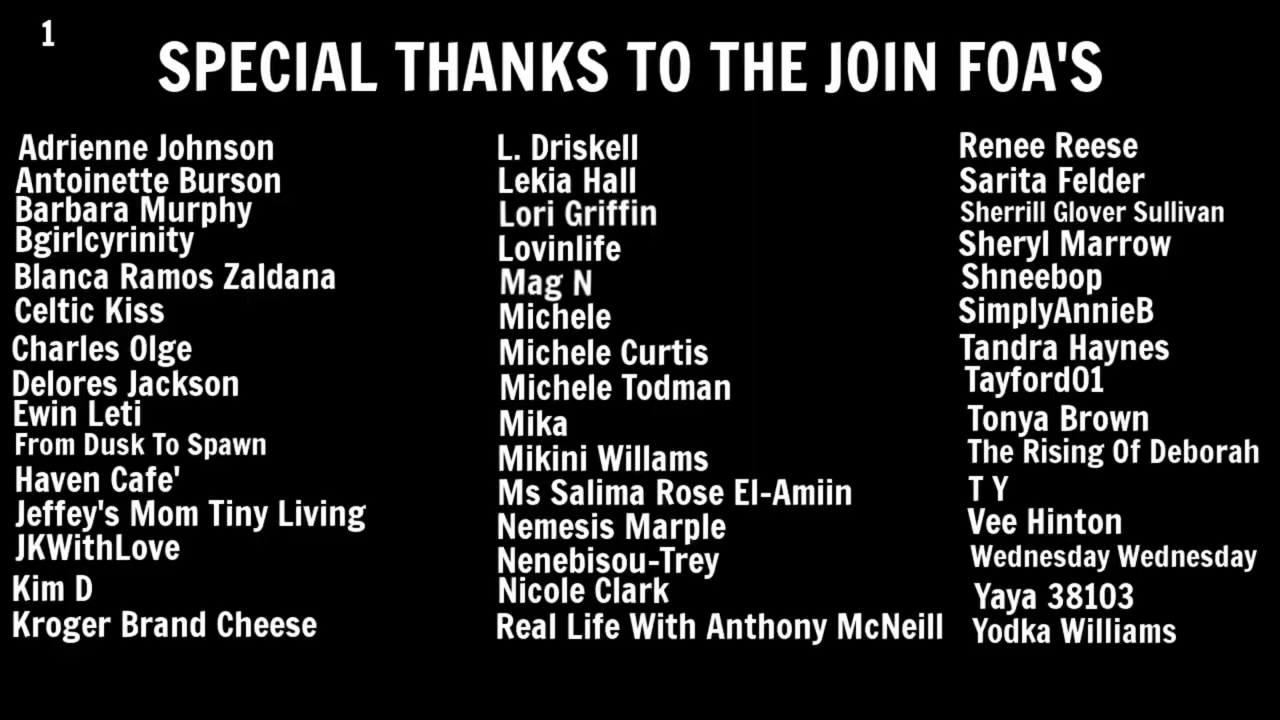 1
SPECIAL THANKS TO THE JOIN FOA'S
Adrienne Johnson
Antoinette Burson
Barbara Murphy
Bgirlcyrinity
Blanca Ramos Zaldana
Celtic Kiss
Charles Olge
Delores Jackson
Ewin Leti
From Dusk To Spawn
Haven Cafe'
Jeffey's Mom Tiny Living
JKWithLove
Kim D
Kroger Brand Cheese
L. Driskell
Lekia Hall
Lori Griffin
Lovinlife
Mag N
Michele
Michele Curtis
Michele Todman
Mika
Mikini Willams
Ms Salima Rose El-Amiin
Nemesis Marple
Nenebisou-Trey
Nicole Clark
Real Life With Anthony McNeill
Renee Reese
Sarita Felder
Sherrill Glover Sullivan
Sheryl Marrow
Shneebop
SimplyAnnieB
Tandra Haynes
Tayford01
Tonya Brown
The Rising Of Deborah
T Y
Vee Hinton
Wednesday Wednesday
Yaya 38103
Yodka Williams